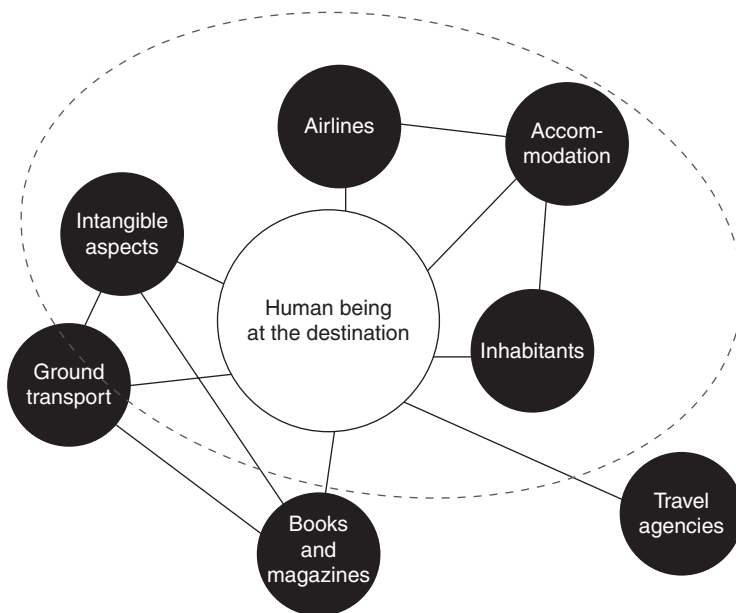 Airlines
Accom-
modation
Intangible
aspects
Human being
at the destination
Inhabitants
Ground
transport
Travel
agencies
Books
and
magazines